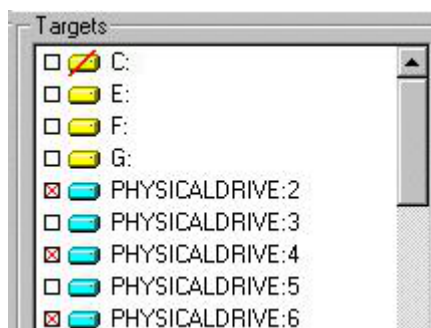 Targets
C:
E:
F:
G:
PHYSICALDRIVE:2
PHYSICALDRIVE:3
PHYSICALDRIVE:4
PHYSICALDRIVE:5
PHYSICALDRIVE:6